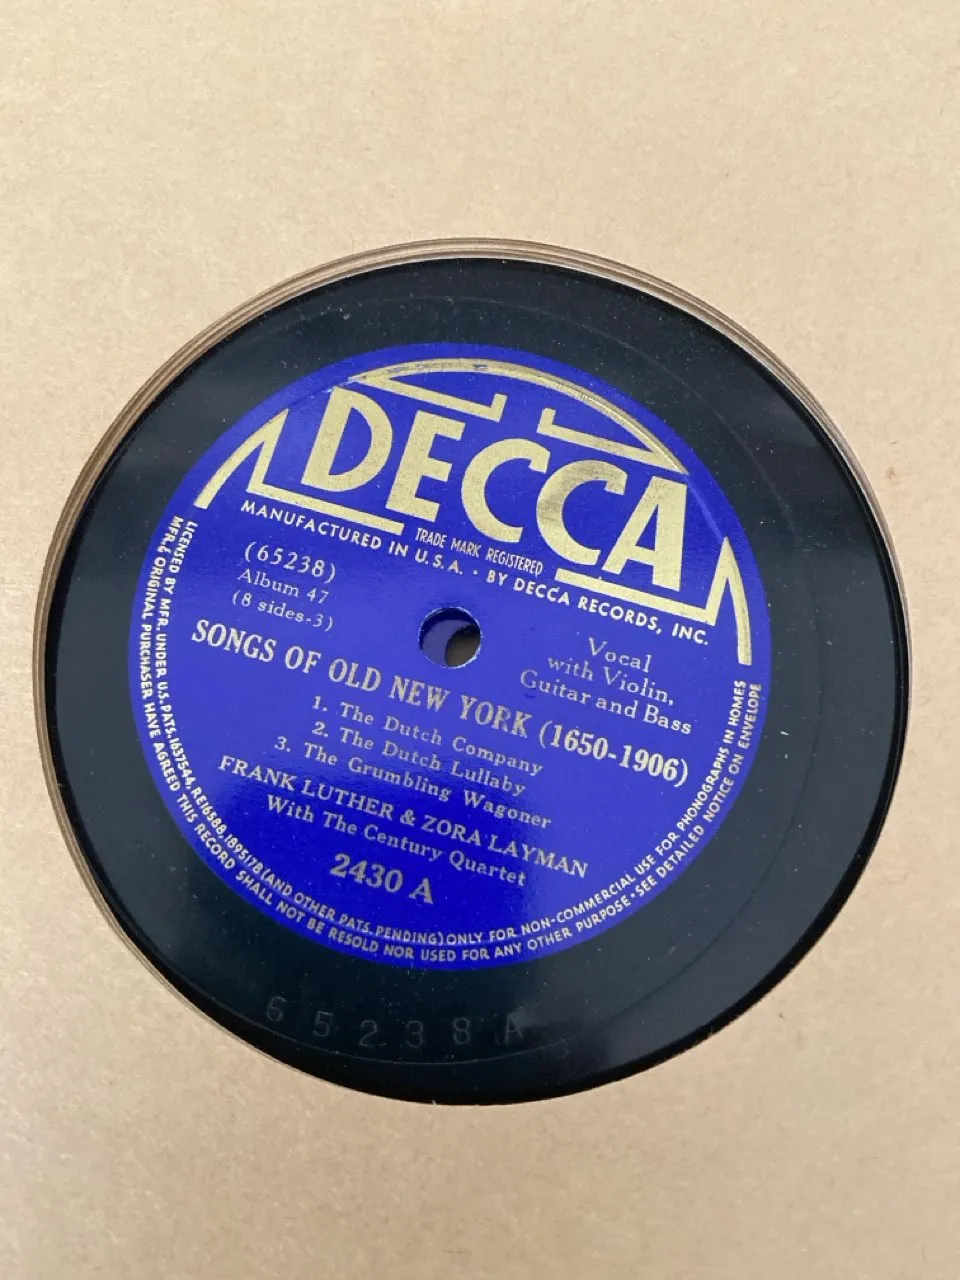 DECCA
TRADE MARK REGISTERED
MANUFACTURED IN U.S.A. • BY DECCA RECORDS, INC.
(65238)
Album 47
(8 sides-3)
Vocal
with Violin,
Guitar and Bass
SONGS OF OLD NEW YORK (1650-1906)
1. The Dutch Company
2. The Dutch Lullaby
3. The Grumbling Wagoner
FRANK LUTHER & ZORA LAYMAN
With The Century Quartet
2430 A
LICENSED BY MFR. UNDER U.S. PATS. 1637544, RE16588, 1895178 (AND OTHER PATS. PENDING) ONLY FOR NON-COMMERCIAL USE FOR PHONOGRAPHS IN HOMES
MFR. & ORIGINAL PURCHASER HAVE AGREED THIS RECORD SHALL NOT BE RESOLD NOR USED FOR ANY OTHER PURPOSE • SEE DETAILED NOTICE ON ENVELOPE
65238 A